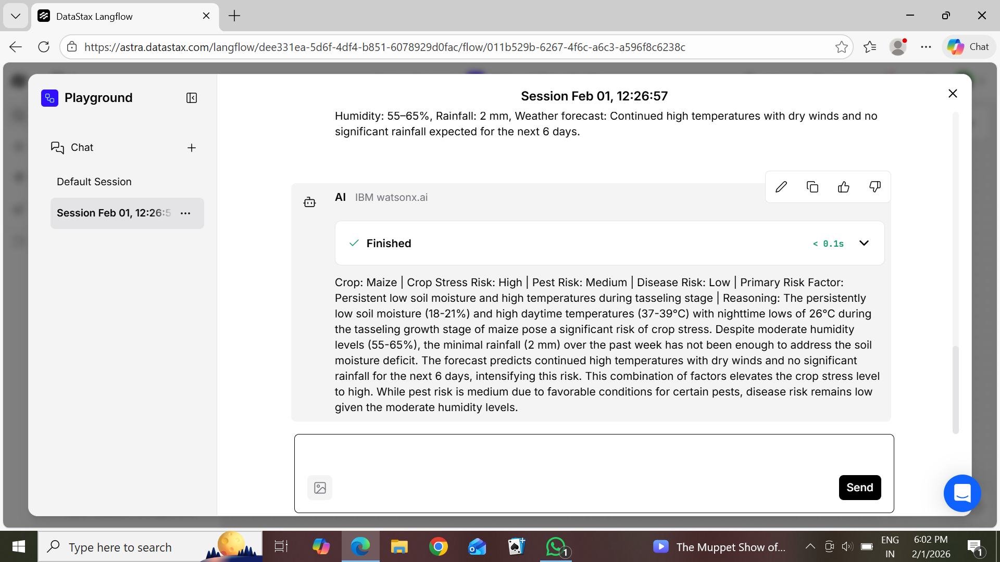 DataStax Langflow
https://astra.datastax.com/langflow/dee331ea-5d6f-4df4-b851-6078929d0fac/flow/011b529b-6267-4f6c-a6c3-a596f8c6238c
Chat
Playground
Chat
Default Session
Session Feb 01, 12:26:5
Session Feb 01, 12:26:57
Humidity: 55–65%, Rainfall: 2 mm, Weather forecast: Continued high temperatures with dry winds and no
significant rainfall expected for the next 6 days.
AI IBM watsonx.ai
Finished
< 0.1s
Crop: Maize | Crop Stress Risk: High | Pest Risk: Medium | Disease Risk: Low | Primary Risk Factor:
Persistent low soil moisture and high temperatures during tasseling stage | Reasoning: The persistently
low soil moisture (18-21%) and high daytime temperatures (37-39°C) with nighttime lows of 26°C during
the tasseling growth stage of maize pose a significant risk of crop stress. Despite moderate humidity
levels (55-65%), the minimal rainfall (2 mm) over the past week has not been enough to address the soil
moisture deficit. The forecast predicts continued high temperatures with dry winds and no significant
rainfall for the next 6 days, intensifying this risk. This combination of factors elevates the crop stress level
to high. While pest risk is medium due to favorable conditions for certain pests, disease risk remains low
given the moderate humidity levels.
Send
Type here to search
1
The Muppet Show of...
ENG
IN
6:02 PM
2/1/2026
1